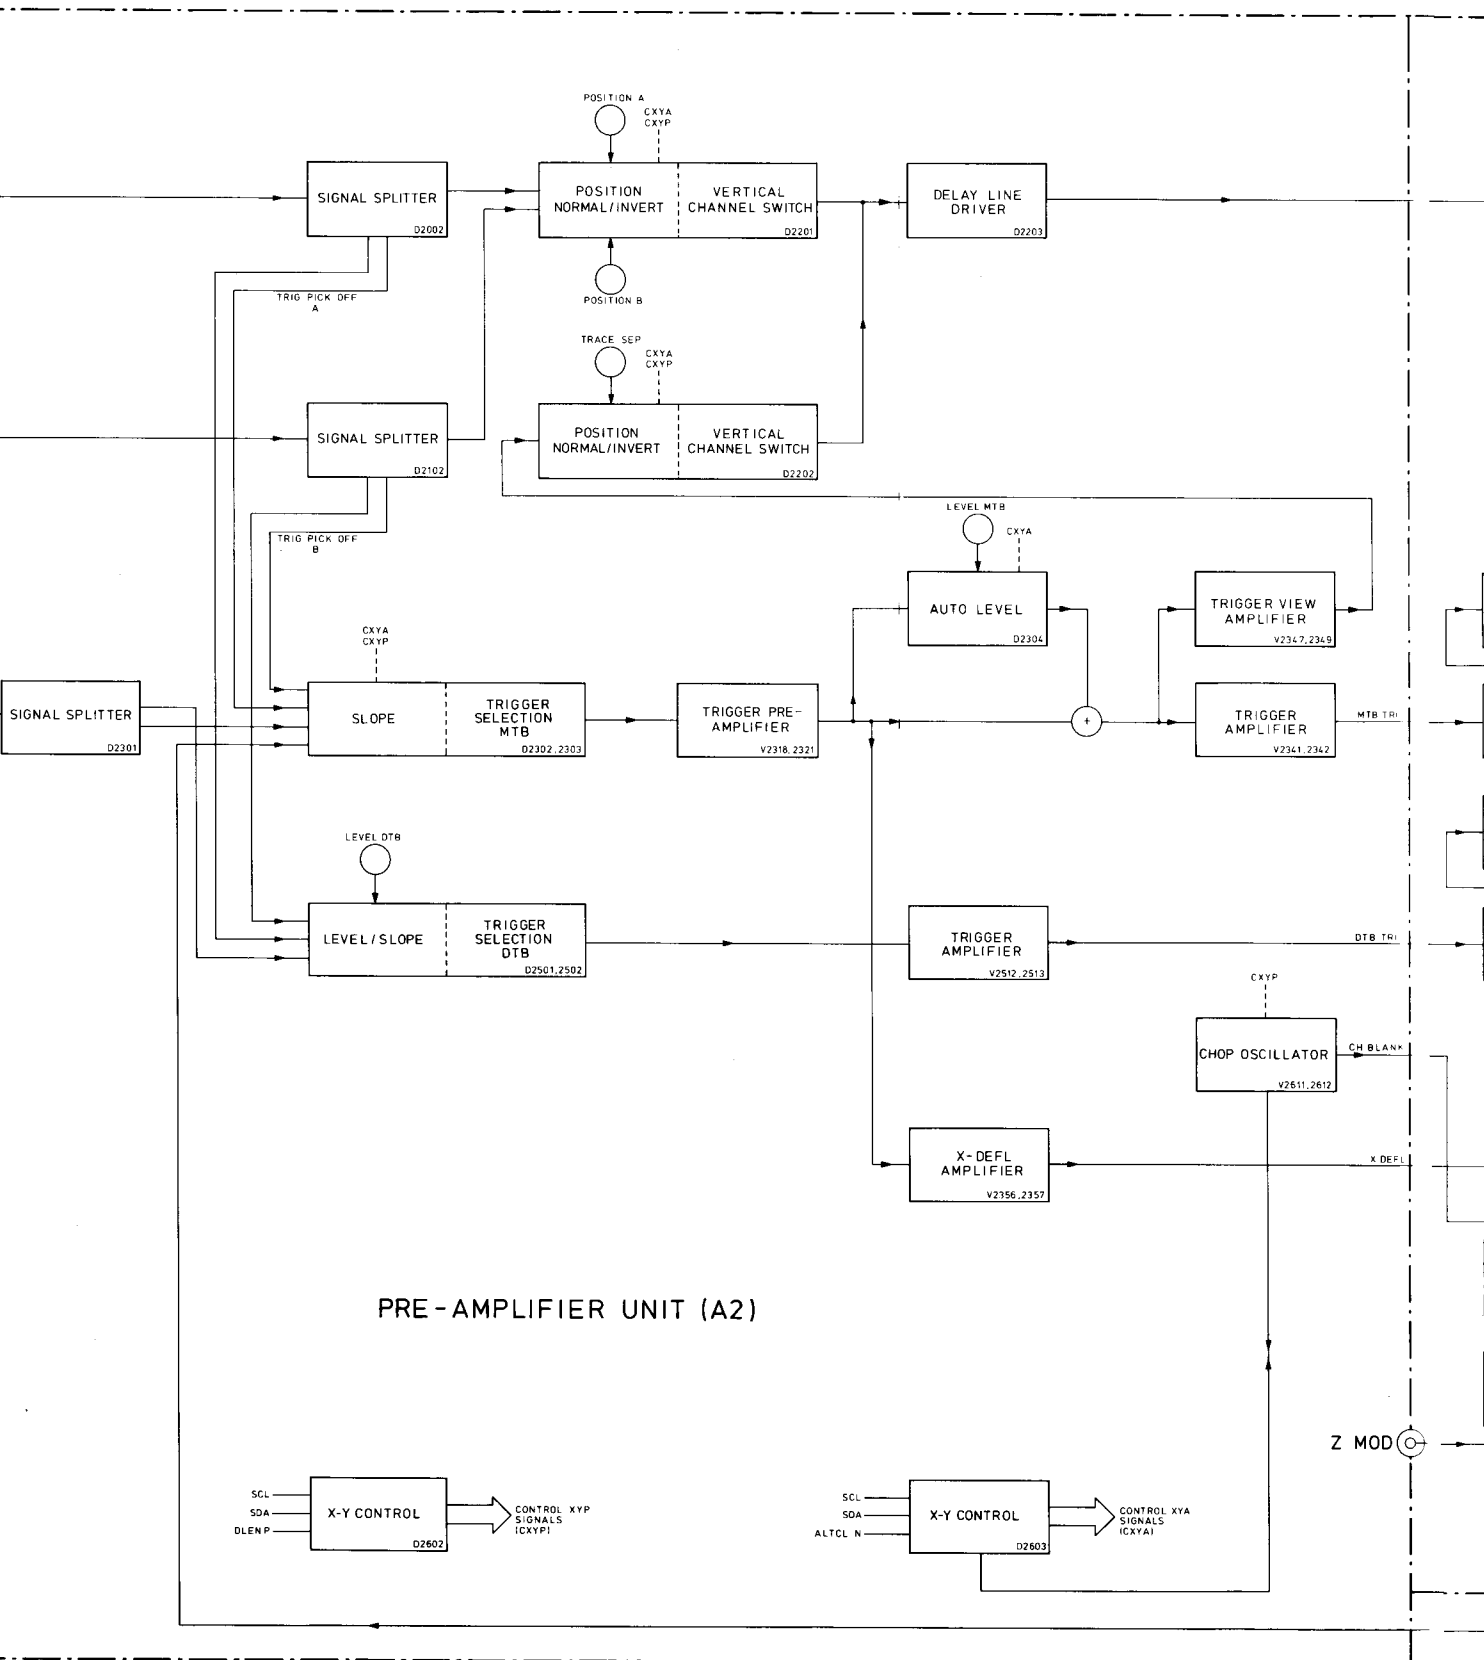 POSITION A
CXYA
CXYP
SIGNAL SPLITTER
D2002
POSITION
NORMAL/INVERT
VERTICAL
CHANNEL SWITCH
D2201
DELAY LINE
DRIVER
D2203
TRIG PICK OFF
A
POSITION B
TRACE SEP
CXYA
CXYP
SIGNAL SPLITTER
D2102
POSITION
NORMAL/INVERT
VERTICAL
CHANNEL SWITCH
D2202
TRIG PICK OFF
B
LEVEL MTB
CXYA
AUTO LEVEL
D2304
TRIGGER VIEW
AMPLIFIER
V2347,2349
CXYA
CXYP
SIGNAL SPLITTER
D2301
SLOPE
TRIGGER
SELECTION
MTB
D2302,2303
TRIGGER PRE-
AMPLIFIER
V2318,2321
+
TRIGGER
AMPLIFIER
V2341,2342
MTB TRI
LEVEL DTB
LEVEL/SLOPE
TRIGGER
SELECTION
DTB
D2501,2502
TRIGGER
AMPLIFIER
V2512,2513
DTB TRI
CXYP
CHOP OSCILLATOR
V2611,2612
CH BLANK
X-DEFL
AMPLIFIER
V2356,2357
X DEFL
PRE-AMPLIFIER UNIT (A2)
Z MOD
SCL
SDA
DLEN P
X-Y CONTROL
D2602
CONTROL XYP
SIGNALS
(CXYP)
SCL
SDA
ALTCL N
X-Y CONTROL
D2603
CONTROL XYA
SIGNALS
(CXYA)